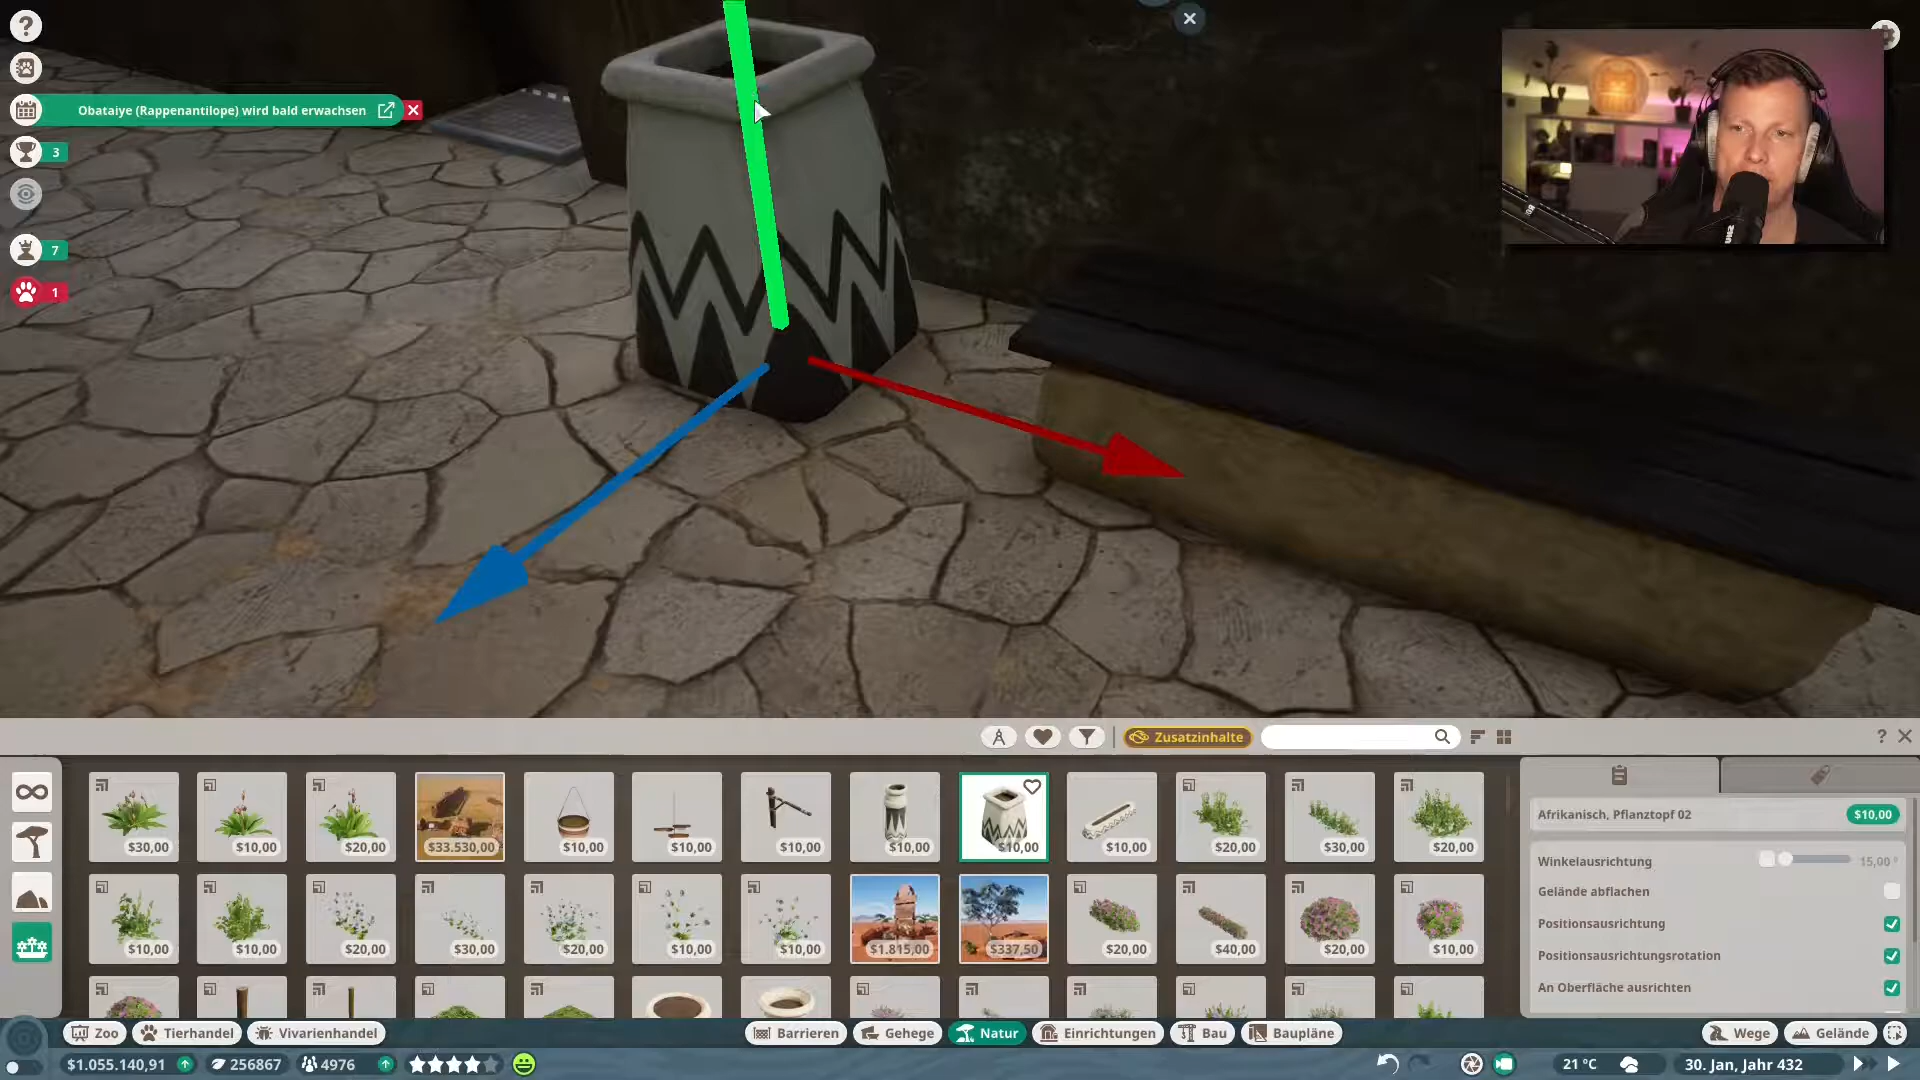 Obataiye (Rappenantilope) wird bald erwachsen
3
7
1
Zusatzinhalte
$30,00
$10,00
$20,00
$33.530,00
$10,00
$10,00
$10,00
$10,00
$10,00
$10,00
$20,00
$30,00
$20,00
$10,00
$10,00
$20,00
$30,00
$20,00
$10,00
$10,00
$1.815,00
$337,50
$20,00
$40,00
$20,00
$10,00
Afrikanisch, Pflanztopf 02
$10,00
Winkelausrichtung
15,00°
Gelände abflachen
Positionsausrichtung
Positionsausrichtungsrotation
An Oberfläche ausrichten
Zoo
Tierhandel
Vivarienhandel
Barrieren
Gehege
Natur
Einrichtungen
Bau
Baupläne
Wege
Gelände
$1.055.140,91
256867
4976
21 °C
30. Jan, Jahr 432